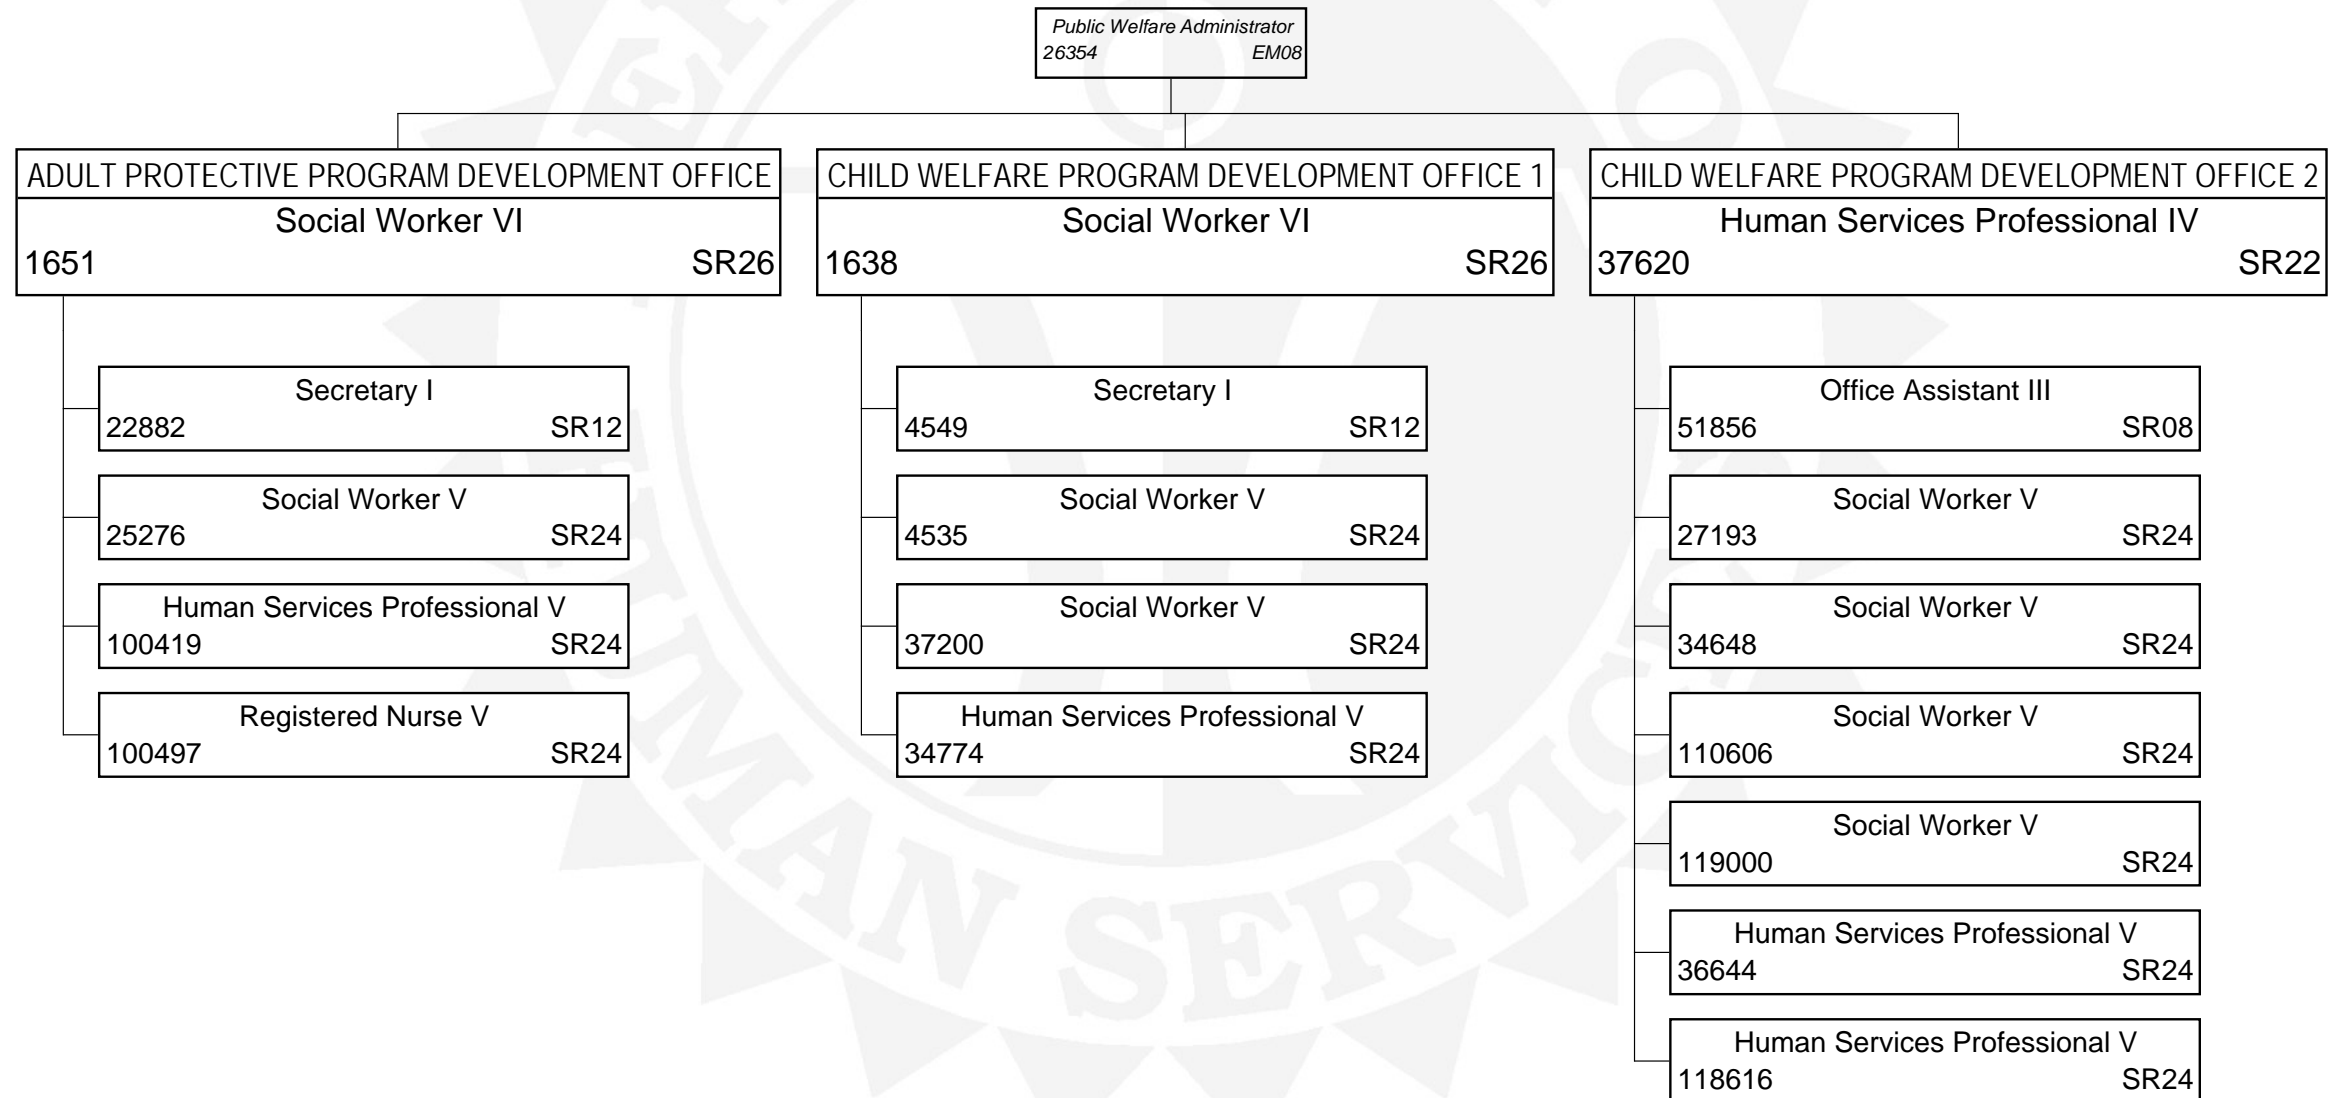 Public Welfare Administrator
26354 EM08
ADULT PROTECTIVE PROGRAM DEVELOPMENT OFFICE
Social Worker VI
1651 SR26
Secretary I
22882 SR12
Social Worker V
25276 SR24
Human Services Professional V
100419 SR24
Registered Nurse V
100497 SR24
CHILD WELFARE PROGRAM DEVELOPMENT OFFICE 1
Social Worker VI
1638 SR26
Secretary I
4549 SR12
Social Worker V
4535 SR24
Social Worker V
37200 SR24
Human Services Professional V
34774 SR24
CHILD WELFARE PROGRAM DEVELOPMENT OFFICE 2
Human Services Professional IV
37620 SR22
Office Assistant III
51856 SR08
Social Worker V
27193 SR24
Social Worker V
34648 SR24
Social Worker V
110606 SR24
Social Worker V
119000 SR24
Human Services Professional V
36644 SR24
Human Services Professional V
118616 SR24
HUMAN SERVICES